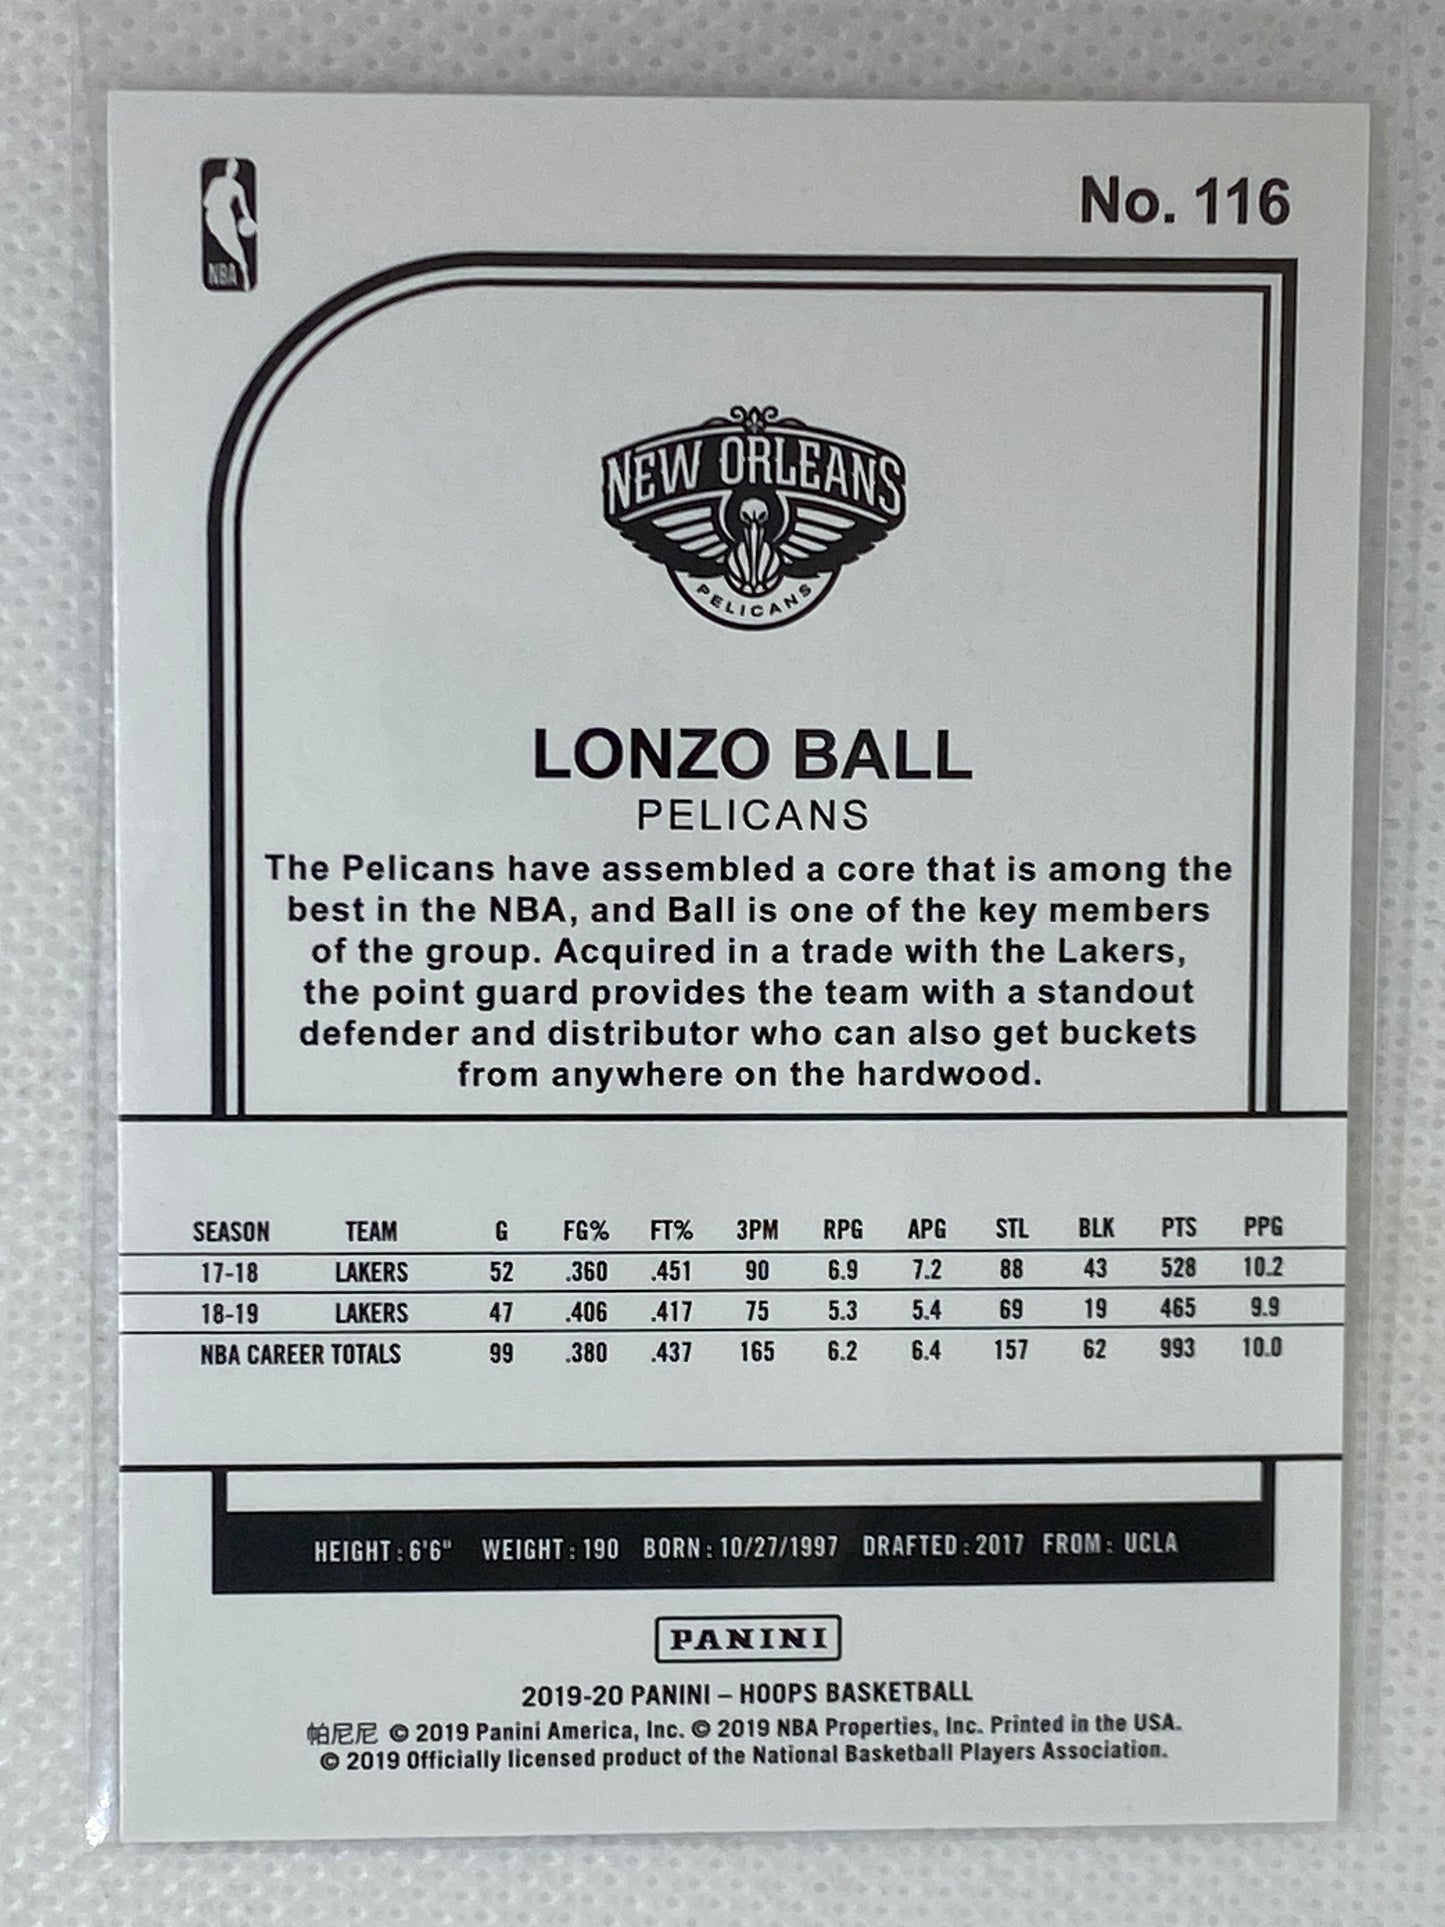 NBA
No. 116
NEW ORLEANS
PELICANS
LONZO BALL
PELICANS
The Pelicans have assembled a core that is among the
best in the NBA, and Ball is one of the key members
of the group. Acquired in a trade with the Lakers,
the point guard provides the team with a standout
defender and distributor who can also get buckets
from anywhere on the hardwood.
SEASON TEAM G FG% FT% 3PM RPG APG STL BLK PTS PPG
17-18 LAKERS 52 .360 .451 90 6.9 7.2 88 43 528 10.2
18-19 LAKERS 47 .406 .417 75 5.3 5.4 69 19 465 9.9
NBA CAREER TOTALS 99 .380 .437 165 6.2 6.4 157 62 993 10.0
HEIGHT: 6'6" WEIGHT: 190 BORN: 10/27/1997 DRAFTED: 2017 FROM: UCLA
PANINI
2019-20 PANINI – HOOPS BASKETBALL
帕尼尼 © 2019 Panini America, Inc. © 2019 NBA Properties, Inc. Printed in the USA.
© 2019 Officially licensed product of the National Basketball Players Association.